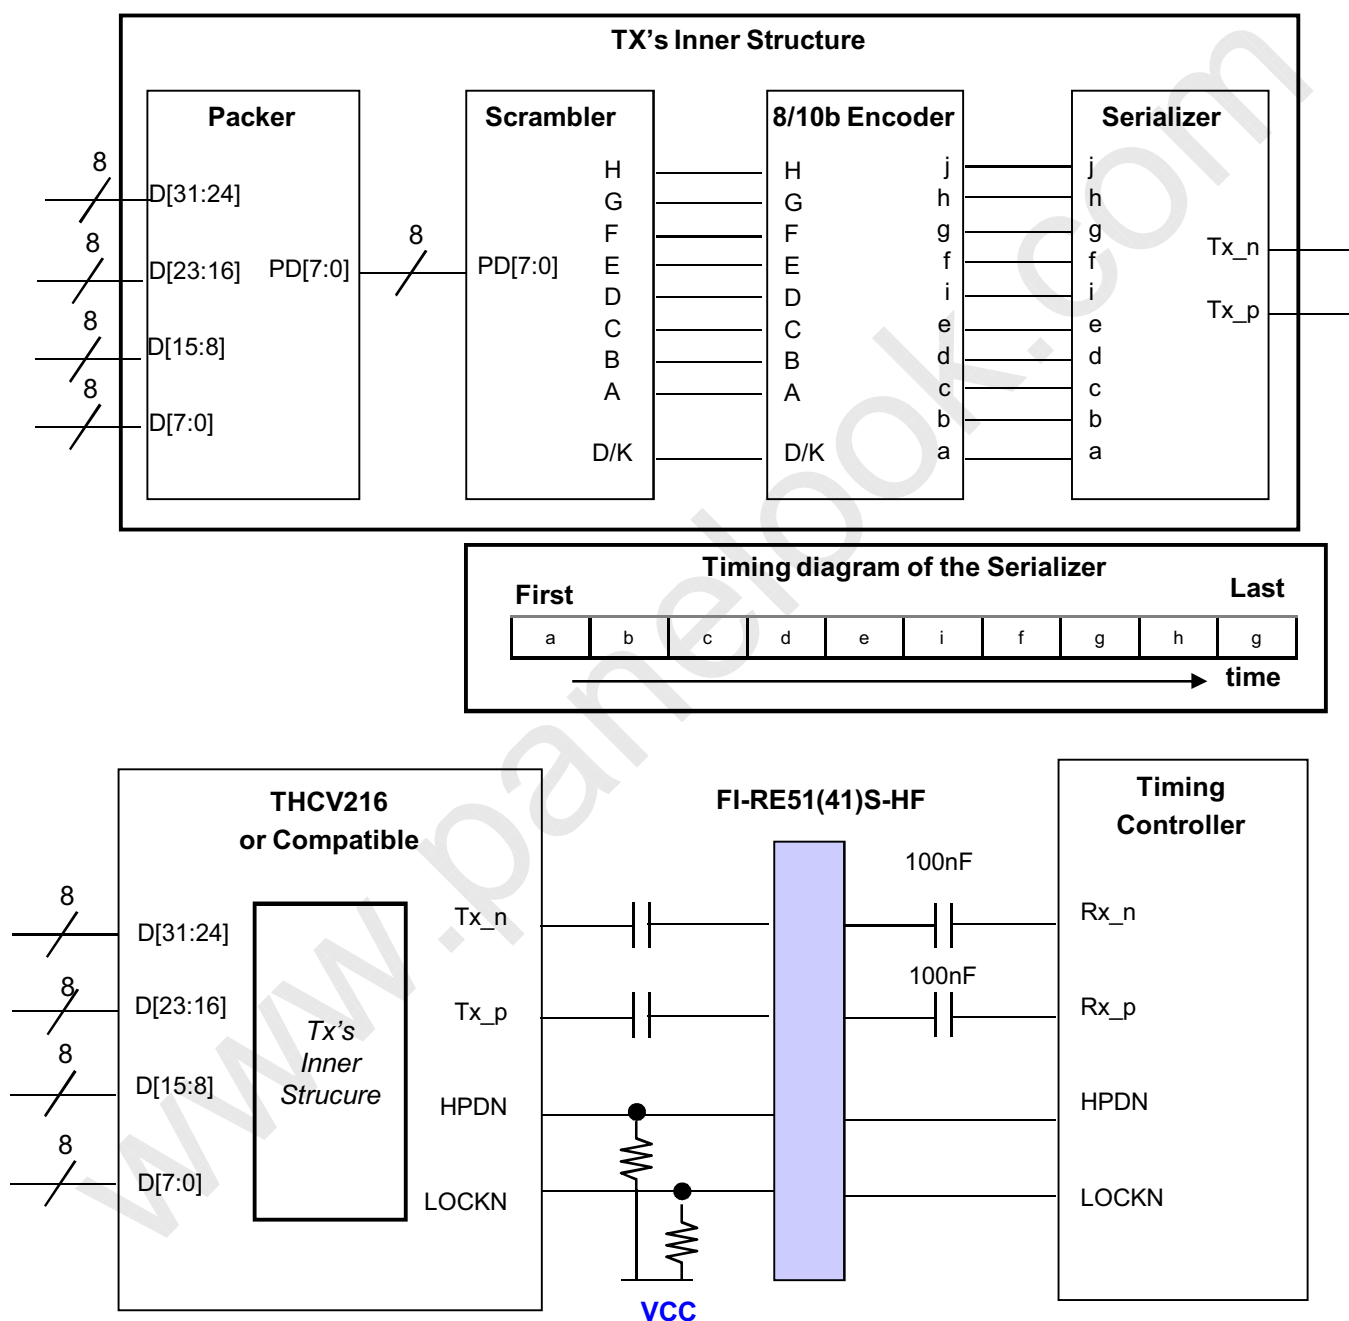 TX's Inner Structure
Packer
Scrambler
8/10b Encoder
Serializer
8
D[31:24]
8
D[23:16]
8
D[15:8]
8
D[7:0]
PD[7:0]
8
PD[7:0]
H
G
F
E
D
C
B
A
D/K
H
G
F
E
D
C
B
A
D/K
j
h
g
f
i
e
d
c
b
a
j
h
g
f
i
e
d
c
b
a
Tx_n
Tx_p
Timing diagram of the Serializer
First
Last
a b c d e i f g h g
time
THCV216
or Compatible
8
D[31:24]
8
D[23:16]
8
D[15:8]
8
D[7:0]
Tx's
Inner
Strucure
Tx_n
Tx_p
HPDN
LOCKN
VCC
FI-RE51(41)S-HF
100nF
100nF
Timing
Controller
Rx_n
Rx_p
HPDN
LOCKN
www.panelook.com